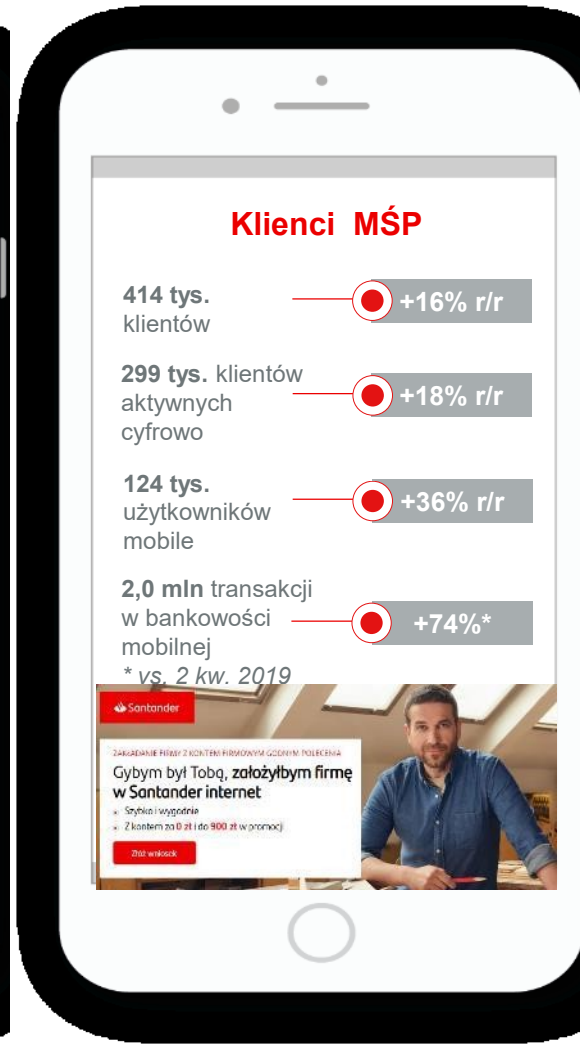 Klienci MŚP
414 tys.
klientów
+16% r/r
299 tys. klientów
aktywnych
cyfrowo
+18% r/r
124 tys.
użytkowników
mobile
+36% r/r
2,0 mln transakcji
w bankowości
mobilnej
+74%*
* vs. 2 kw. 2019
Santander
ZAKŁADANIE FIRMY Z KONTEM FIRMOWYM GODNYM POLECENIA
Gybym był Tobą, założyłbym firmę
w Santander internet
Szybko i wygodnie
Z kontem za 0 zł i do 900 zł w promocji
Złóż wniosek